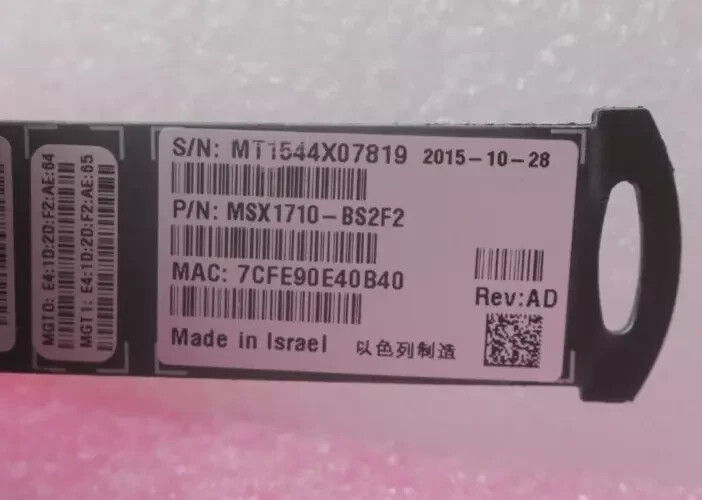 MGT0: E4:1D:2D:F2:AE:64
MGT1: E4:1D:2D:F2:AE:65
S/N: MT1544X07819 2015-10-28
P/N: MSX1710-BS2F2
MAC: 7CFE90E40B40
Rev:AD
Made in Israel 以色列制造